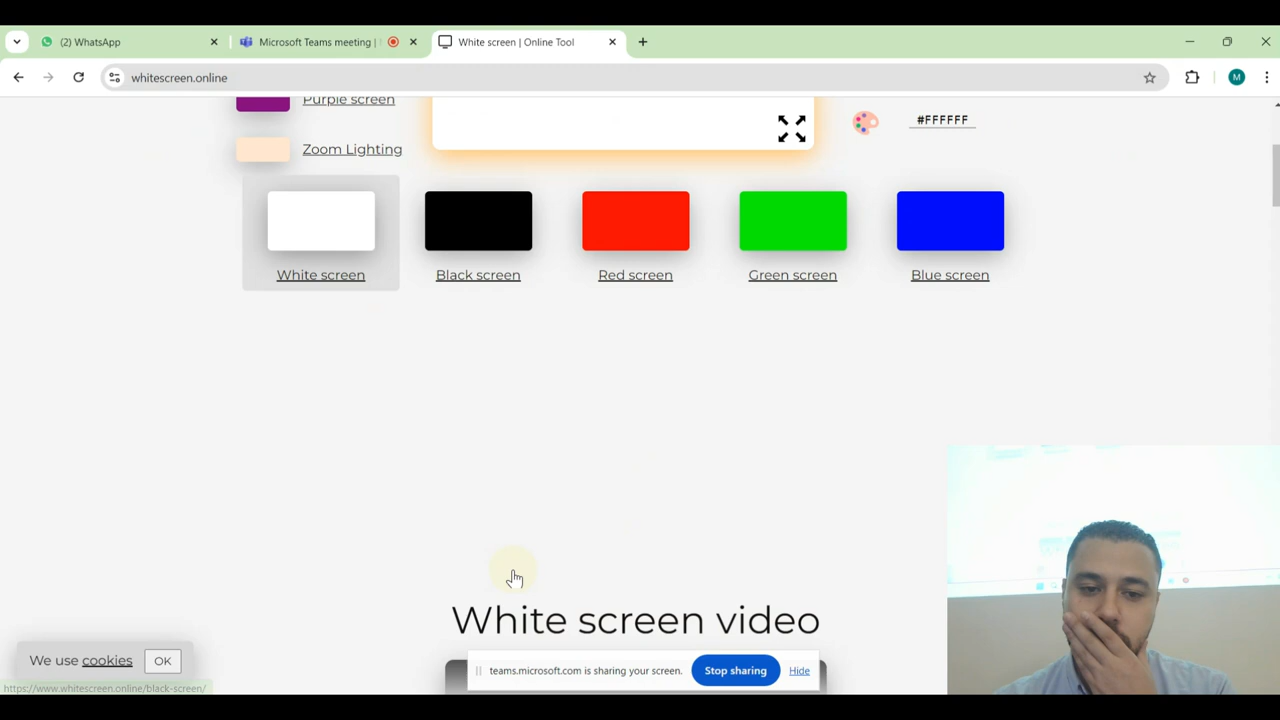 (2) WhatsApp
Microsoft Teams meeting |
White screen | Online Tool
whitescreen.online
M
Purple screen
#FFFFFF
Zoom Lighting
White screen
Black screen
Red screen
Green screen
Blue screen
White screen video
We use cookies
OK
teams.microsoft.com is sharing your screen.
Stop sharing
Hide
https://www.whitescreen.online/black-screen/